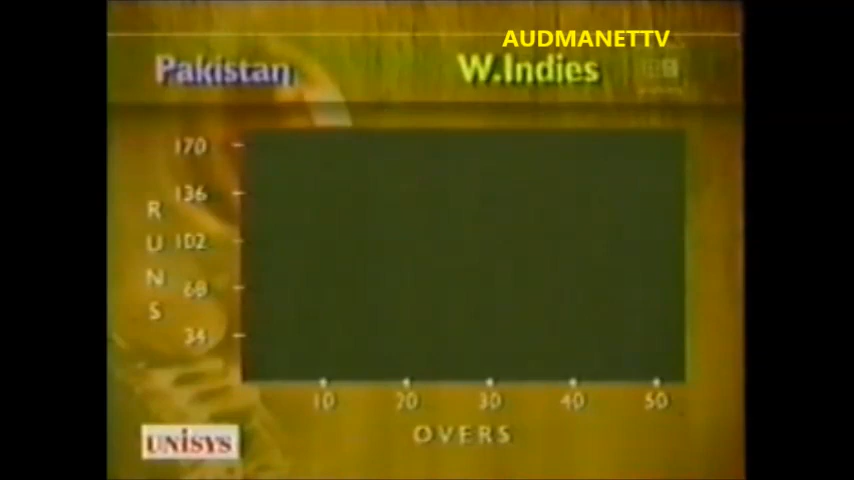 AUDMANETTV
Pakistan W.Indies
170
136
102
68
34
RUNS
10 20 30 40 50
OVERS
UNISYS